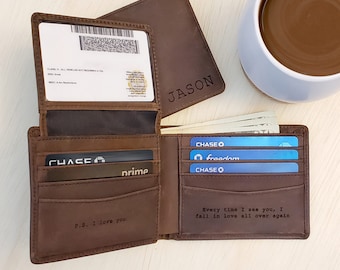 JASON
CHASE
prime
CHASE
freedom
CHASE
P.S. I love you
Every time I see you, I
fall in love all over again